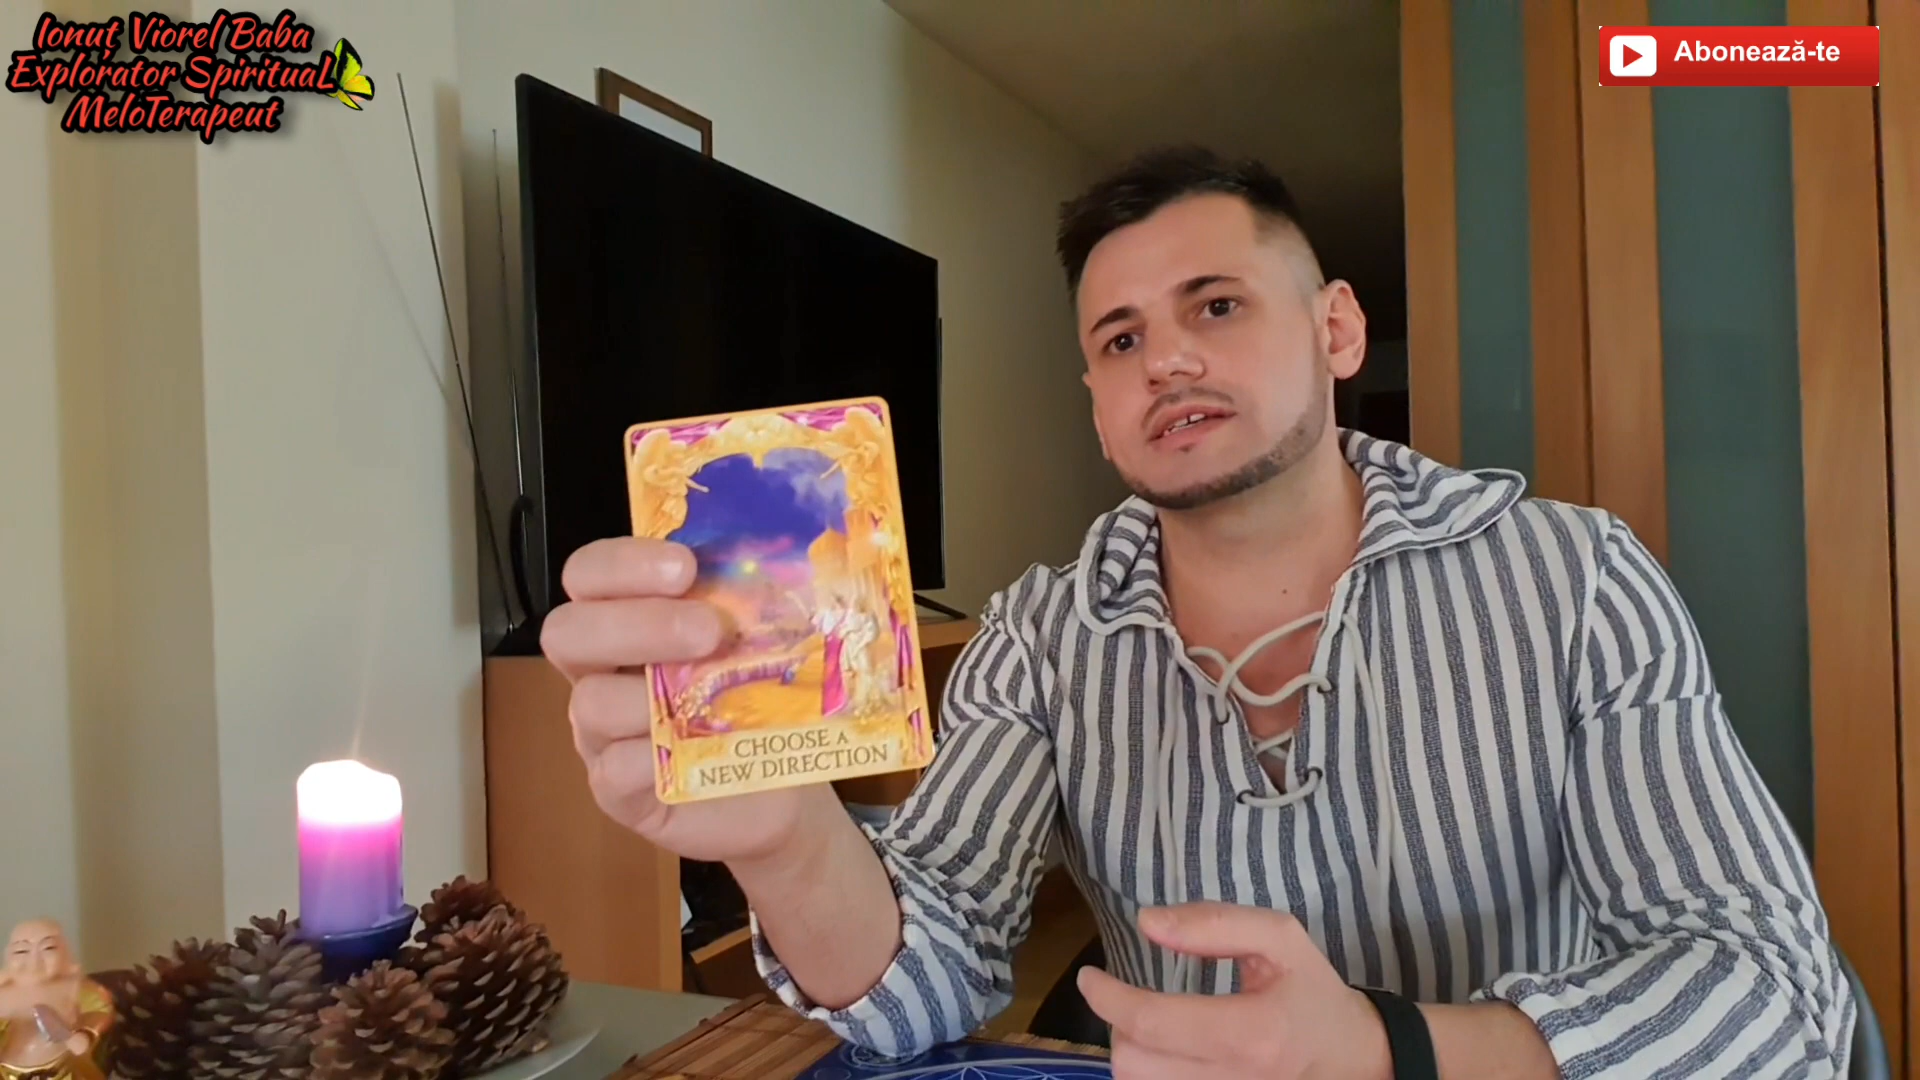 Ionuț Viorel Baba
Explorator SpirituaL
MeloTerapeut
Abonează-te
CHOOSE A
NEW DIRECTION